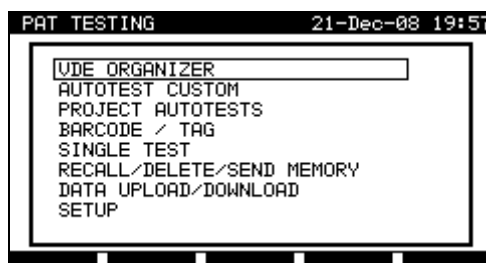 PAT TESTING 21-Dec-08 19:57
VDE ORGANIZER
AUTOTEST CUSTOM
PROJECT AUTOTESTS
BARCODE / TAG
SINGLE TEST
RECALL/DELETE/SEND MEMORY
DATA UPLOAD/DOWNLOAD
SETUP